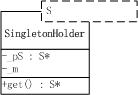 S
SingletonHolder
-_pS : S*
-_m
+get() : S*